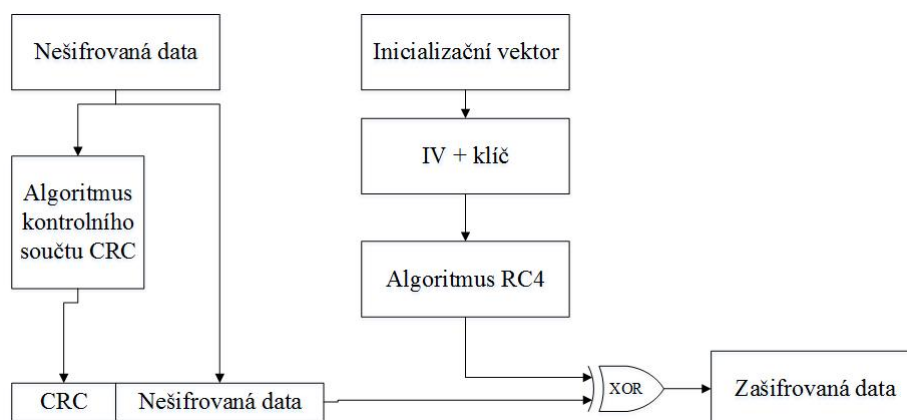 Nešifrovaná data
Inicializační vektor
IV + klíč
Algoritmus
kontrolního
součtu CRC
Algoritmus RC4
CRC
Nešifrovaná data
XOR
Zašifrovaná data